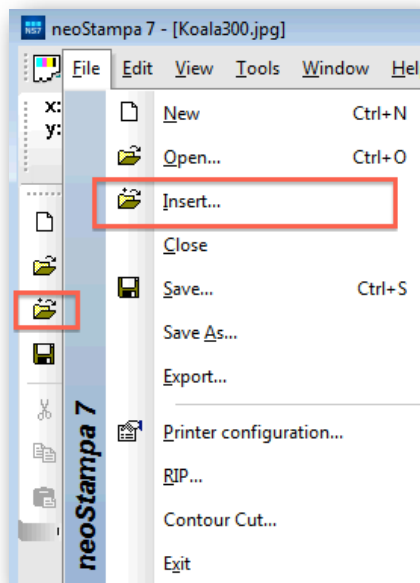 NS7 neoStampa 7 - [Koala300.jpg]
File Edit View Tools Window
x:
y:
New Ctrl+N
Open... Ctrl+O
Insert...
Close
Save... Ctrl+S
Save As...
Export...
Printer configuration...
RIP...
Contour Cut...
Exit
neoStampa 7